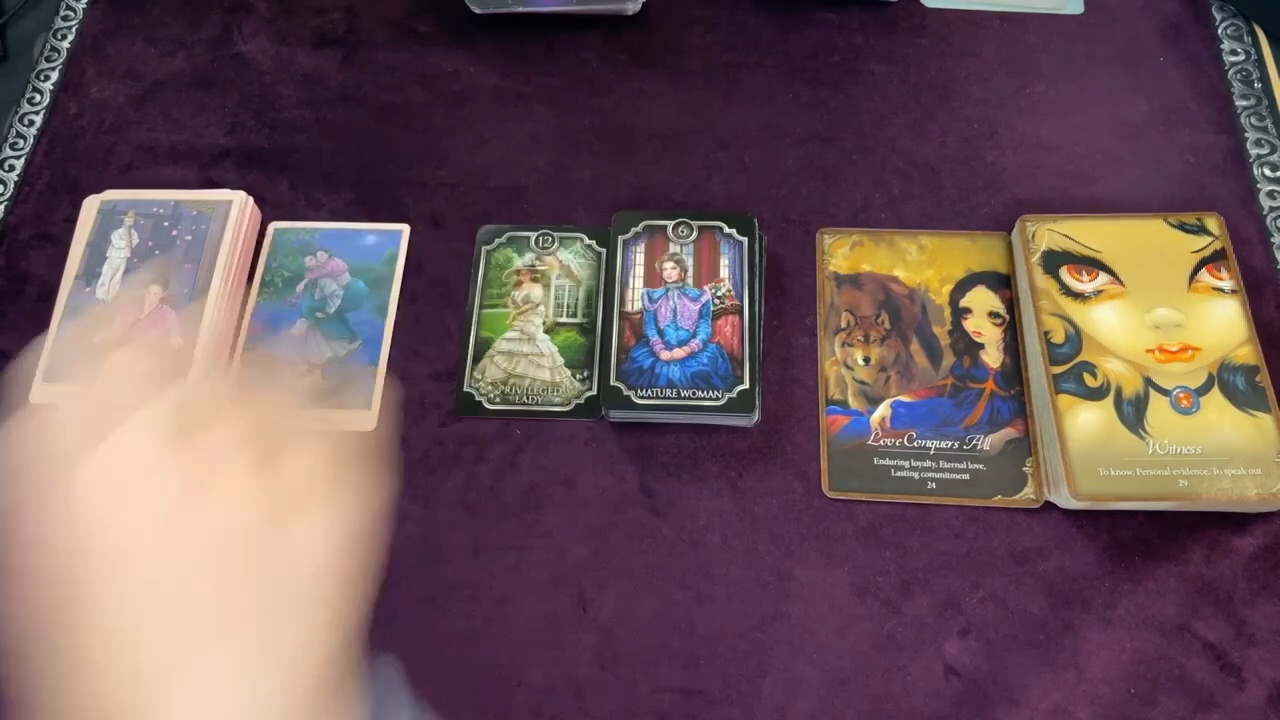 12
PRIVILEGED
LADY
6
MATURE WOMAN
Love Conquers All
Enduring loyalty, Eternal love,
Lasting commitment
24
Witness
To know, Personal evidence, To speak out
29